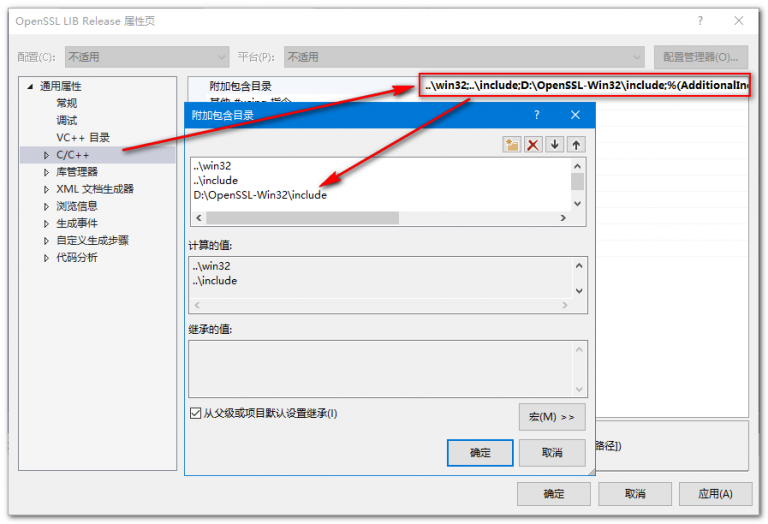 OpenSSL LIB Release 属性页
配置(C): 不适用 平台(P): 不适用 配置管理器(O)...
通用属性
常规
调试
VC++ 目录
C/C++
库管理器
XML 文档生成器
浏览信息
生成事件
自定义生成步骤
代码分析
附加包含目录 ..\win32;..\include;D:\OpenSSL-Win32\include;%(AdditionalInc
其他 #using 指令
附加包含目录
..\win32
..\include
D:\OpenSSL-Win32\include
计算的值:
..\win32
..\include
继承的值:
从父级或项目默认设置继承(I)
宏(M) >>
确定 取消
路径])
确定 取消 应用(A)